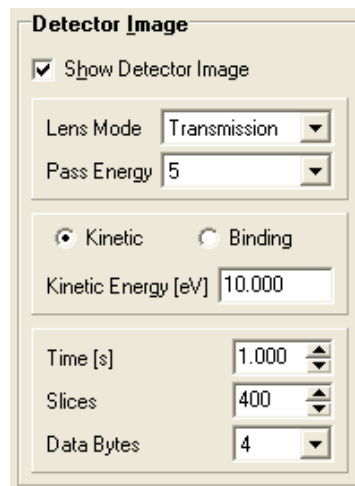 Detector Image
Show Detector Image
Lens Mode Transmission
Pass Energy 5
Kinetic Binding
Kinetic Energy [eV] 10.000
Time [s] 1.000
Slices 400
Data Bytes 4